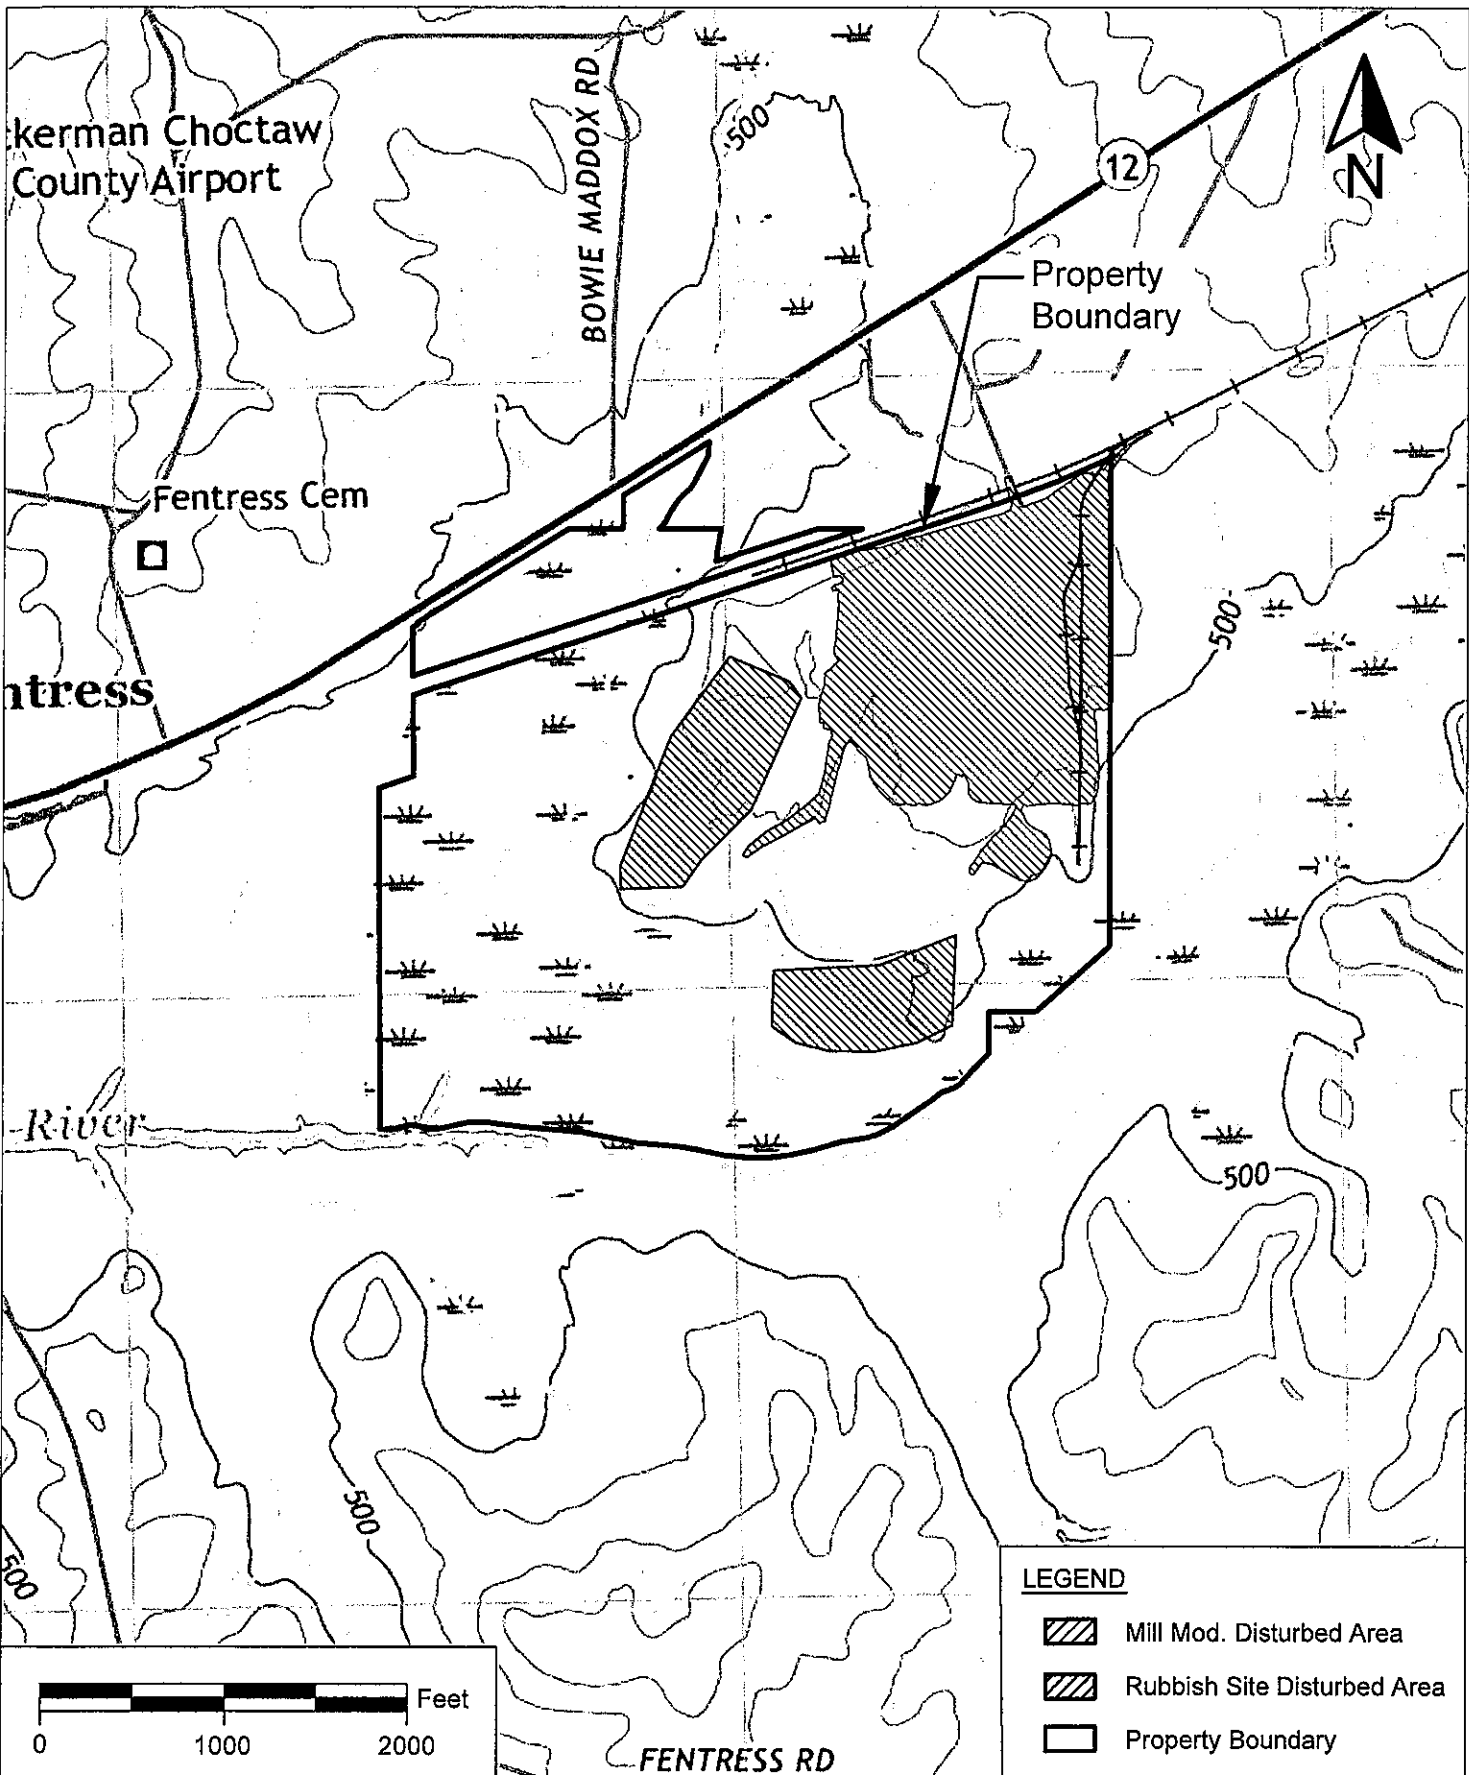 kerman Choctaw
County Airport
BOWIE MADDOX RD
500
12
N
Property
Boundary
Fentress Cem
500
ntress
River
500
500
500
LEGEND
Mill Mod. Disturbed Area
Rubbish Site Disturbed Area
Property Boundary
Feet
0 1000 2000
FENTRESS RD